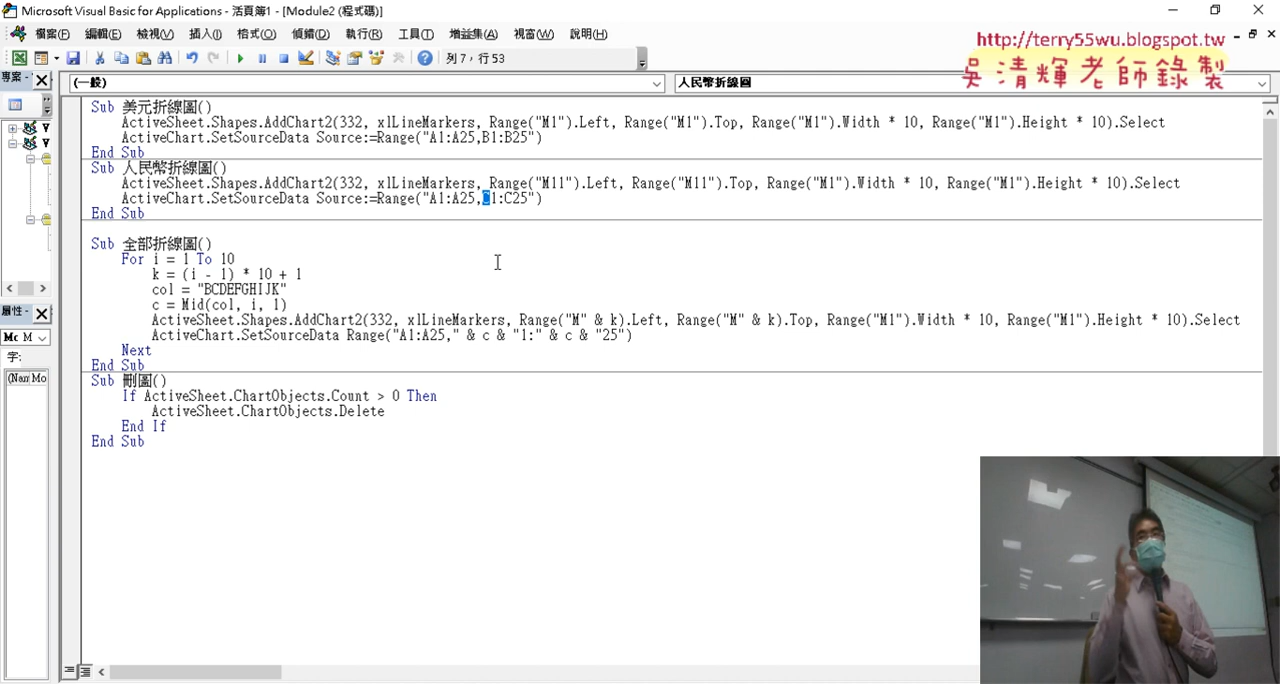 Microsoft Visual Basic for Applications - 活頁簿1 - [Module2 (程式碼)]
檔案(F) 編輯(E) 檢視(V) 插入(I) 格式(O) 偵錯(D) 執行(R) 工具(T) 增益集(A) 視窗(W) 說明(H)
http://terry55wu.blogspot.tw
列 7，行 53
吳清輝老師錄製
專案 -
(一般)
人民幣折線圖
Sub 美元折線圖()
ActiveSheet.Shapes.AddChart2(332, xlLineMarkers, Range("M1").Left, Range("M1").Top, Range("M1").Width * 10, Range("M1").Height * 10).Select
ActiveChart.SetSourceData Source:=Range("A1:A25,B1:B25")
End Sub
Sub 人民幣折線圖()
ActiveSheet.Shapes.AddChart2(332, xlLineMarkers, Range("M11").Left, Range("M11").Top, Range("M1").Width * 10, Range("M1").Height * 10).Select
ActiveChart.SetSourceData Source:=Range("A1:A25,C1:C25")
End Sub
Sub 全部折線圖()
For i = 1 To 10
k = (i - 1) * 10 + 1
col = "BCDEFGHIJK"
c = Mid(col, i, 1)
ActiveSheet.Shapes.AddChart2(332, xlLineMarkers, Range("M" & k).Left, Range("M" & k).Top, Range("M1").Width * 10, Range("M1").Height * 10).Select
ActiveChart.SetSourceData Range("A1:A25," & c & "1:" & c & "25")
Next
End Sub
Sub 刪圖()
If ActiveSheet.ChartObjects.Count > 0 Then
ActiveSheet.ChartObjects.Delete
End If
End Sub
屬性 -
Mc M
字:
(Nam Mo